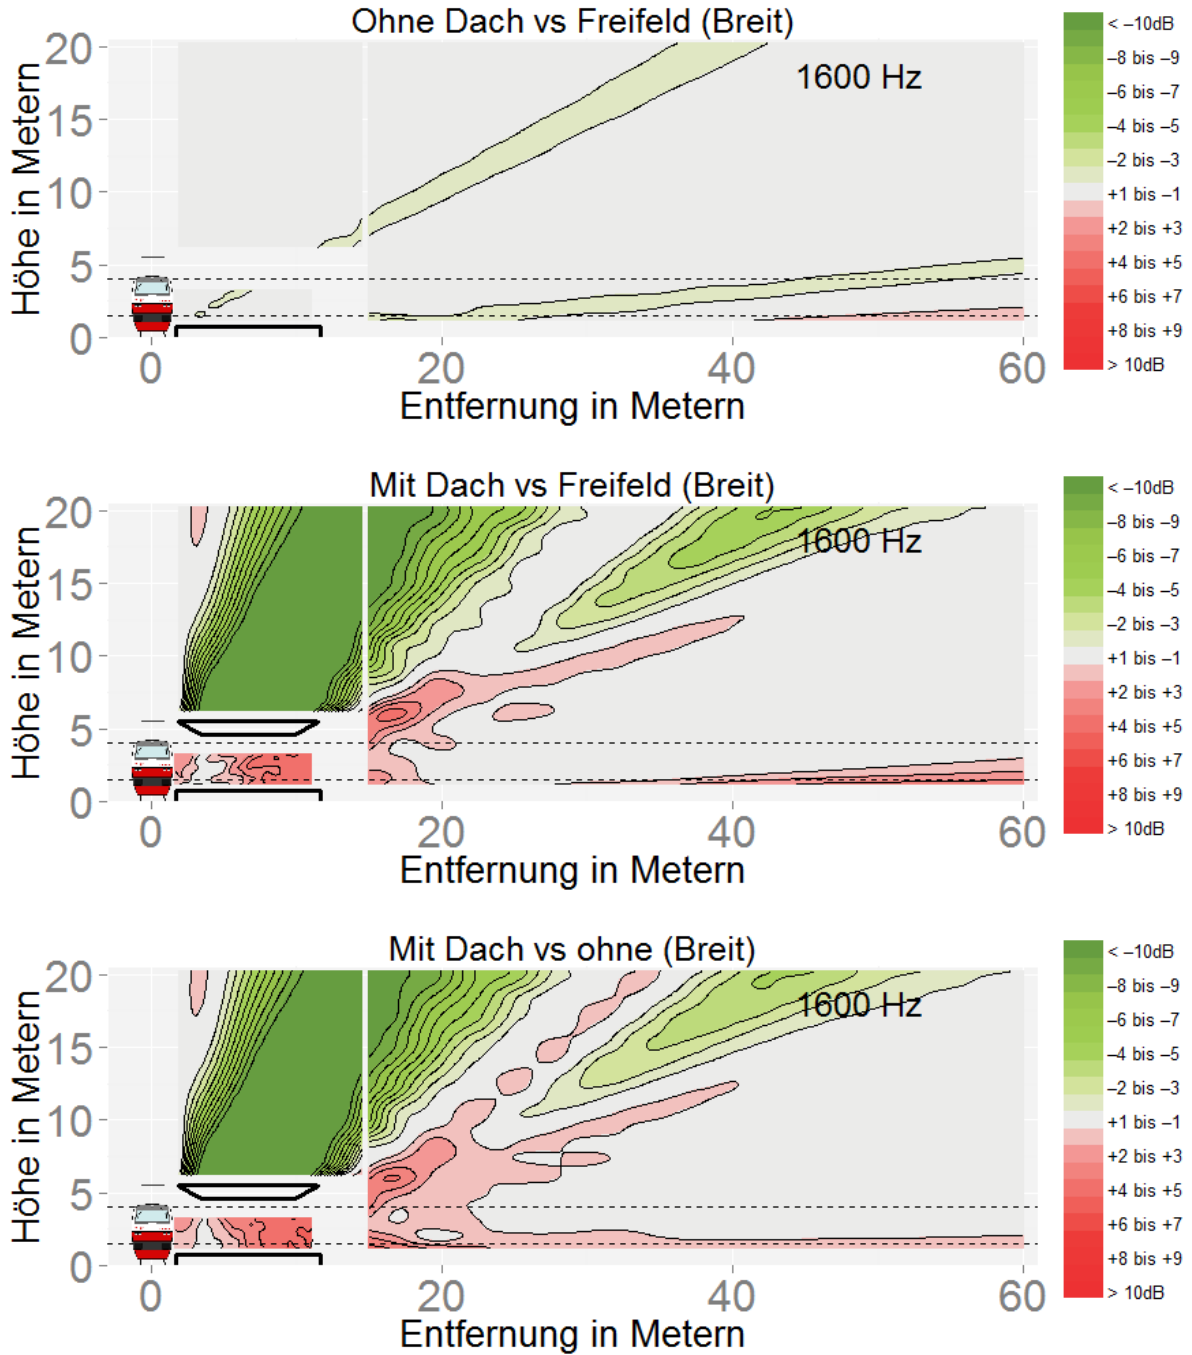 Ohne Dach vs Freifeld (Breit)
1600 Hz
Höhe in Metern
20
15
10
5
0
0 20 40 60
Entfernung in Metern
< –10dB
–8 bis –9
–6 bis –7
–4 bis –5
–2 bis –3
+1 bis –1
+2 bis +3
+4 bis +5
+6 bis +7
+8 bis +9
> 10dB
Mit Dach vs Freifeld (Breit)
1600 Hz
Höhe in Metern
20
15
10
5
0
0 20 40 60
Entfernung in Metern
< –10dB
–8 bis –9
–6 bis –7
–4 bis –5
–2 bis –3
+1 bis –1
+2 bis +3
+4 bis +5
+6 bis +7
+8 bis +9
> 10dB
Mit Dach vs ohne (Breit)
1600 Hz
Höhe in Metern
20
15
10
5
0
0 20 40 60
Entfernung in Metern
< –10dB
–8 bis –9
–6 bis –7
–4 bis –5
–2 bis –3
+1 bis –1
+2 bis +3
+4 bis +5
+6 bis +7
+8 bis +9
> 10dB